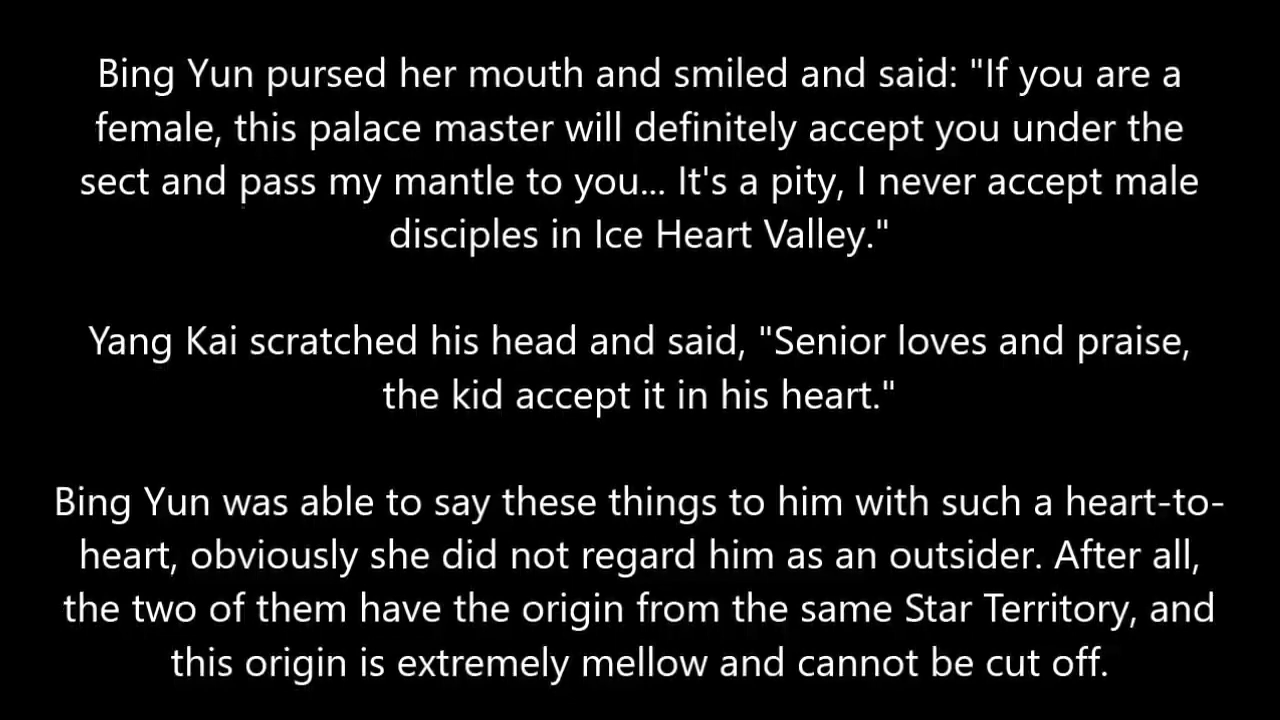 Bing Yun pursed her mouth and smiled and said: "If you are a
female, this palace master will definitely accept you under the
sect and pass my mantle to you... It's a pity, I never accept male
disciples in Ice Heart Valley."
Yang Kai scratched his head and said, "Senior loves and praise,
the kid accept it in his heart."
Bing Yun was able to say these things to him with such a heart-to-
heart, obviously she did not regard him as an outsider. After all,
the two of them have the origin from the same Star Territory, and
this origin is extremely mellow and cannot be cut off.